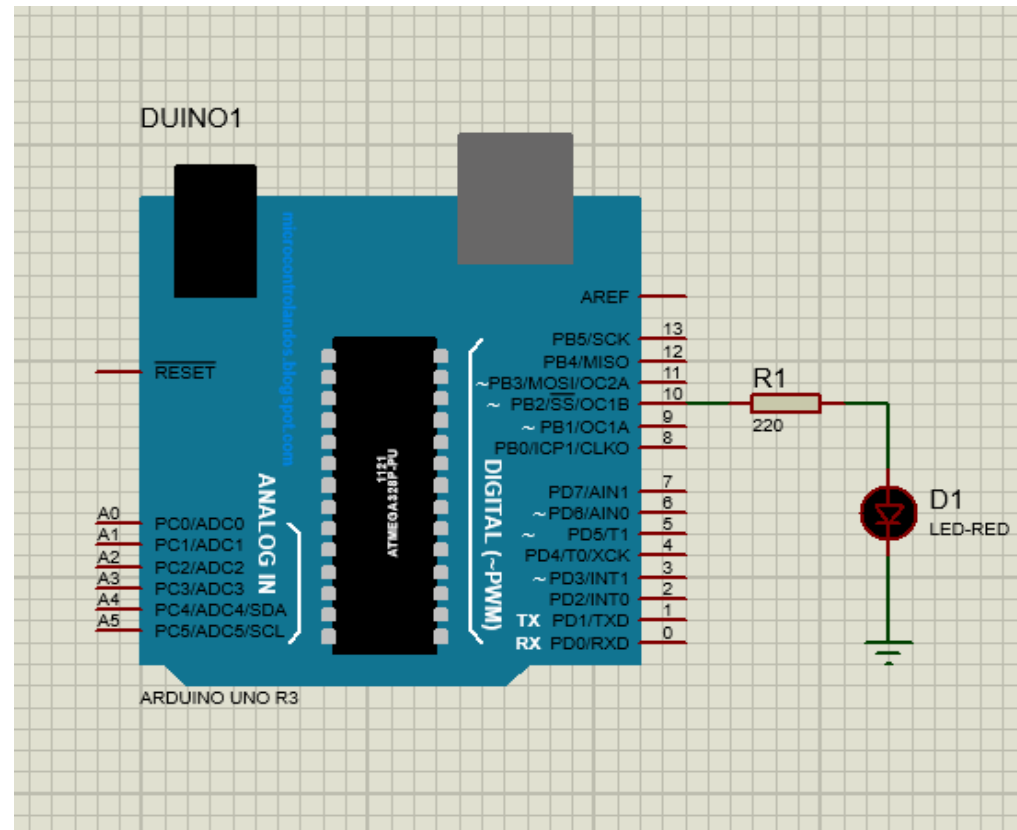 DUINO1
microcontrolandos.blogspot.com
AREF
RESET
PB5/SCK 13
PB4/MISO 12
~PB3/MOSI/OC2A 11
~ PB2/SS/OC1B 10
~ PB1/OC1A 9
PB0/ICP1/CLKO 8
R1
220
1121
ATMEGA328P-PU
DIGITAL (~PWM)
ANALOG IN
PD7/AIN1 7
~PD6/AIN0 6
~ PD5/T1 5
PD4/T0/XCK 4
~PD3/INT1 3
PD2/INT0 2
TX PD1/TXD 1
RX PD0/RXD 0
A0 PC0/ADC0
A1 PC1/ADC1
A2 PC2/ADC2
A3 PC3/ADC3
A4 PC4/ADC4/SDA
A5 PC5/ADC5/SCL
D1
LED-RED
ARDUINO UNO R3